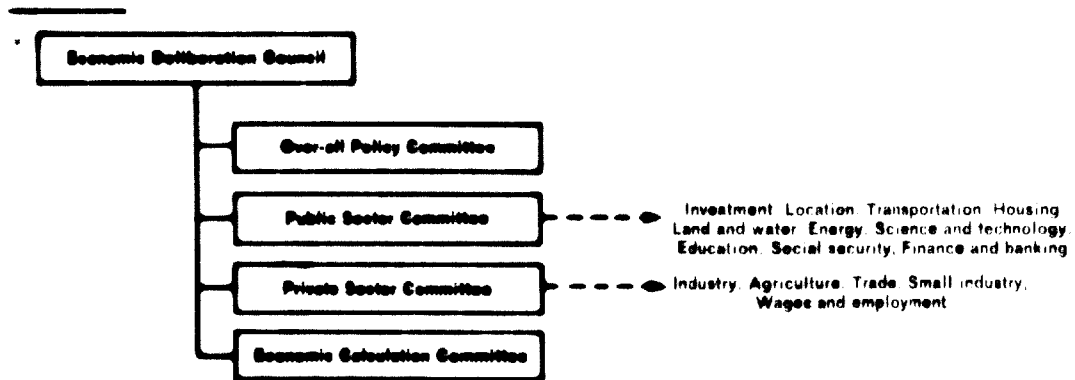 Economic Deliberation Council
Over-all Policy Committee
Public Sector Committee
Investment. Location. Transportation. Housing
Land and water. Energy. Science and technology.
Education. Social security, Finance and banking
Private Sector Committee
Industry. Agriculture. Trade. Small industry,
Wages and employment
Economic Calculation Committee